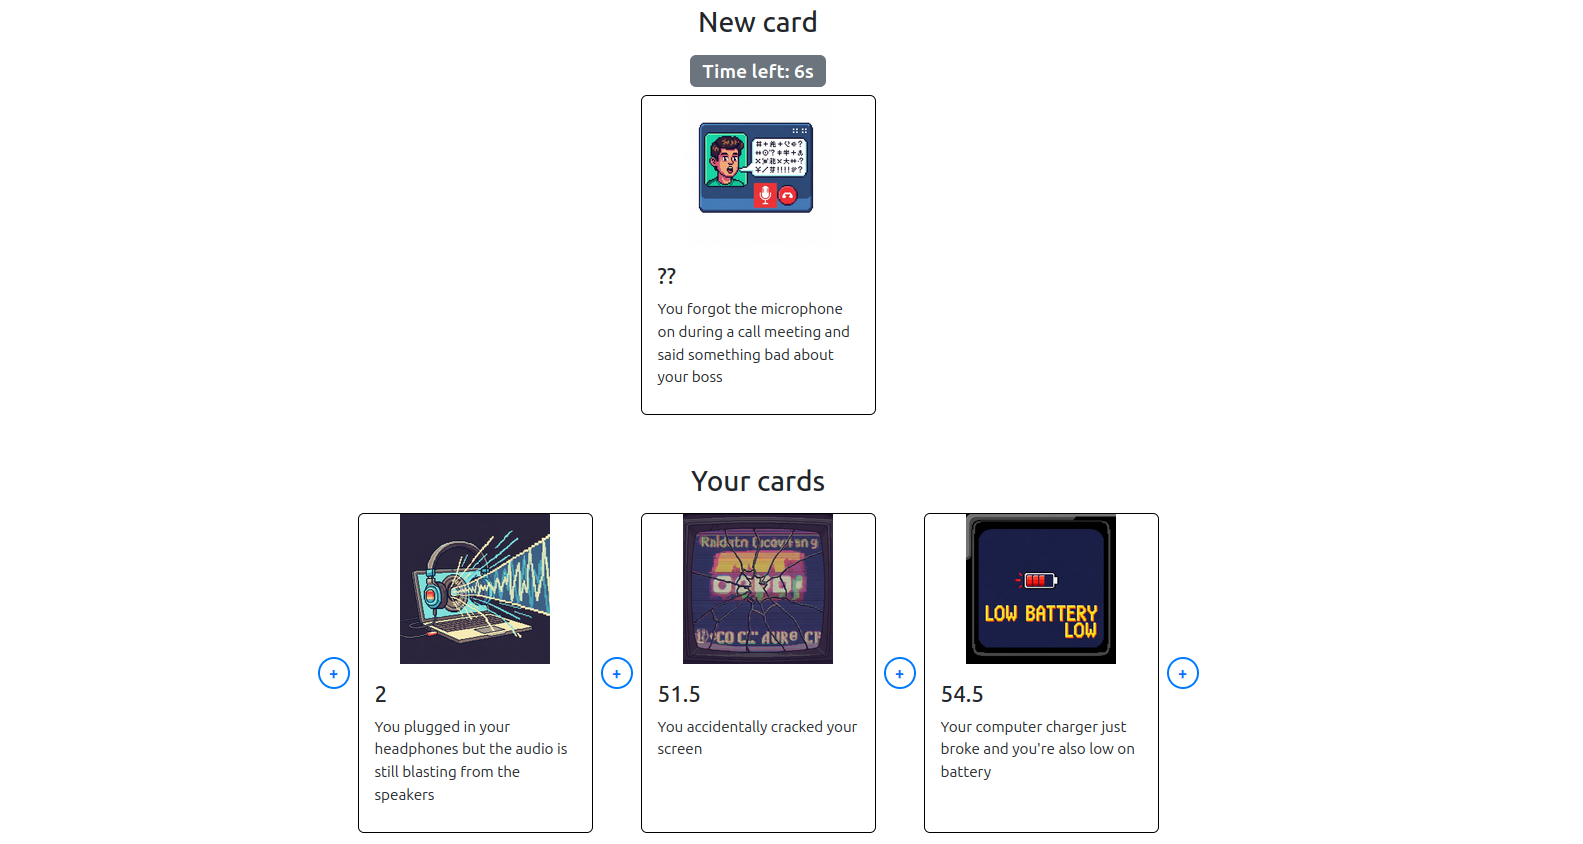 New card
Time left: 6s
??
You forgot the microphone
on during a call meeting and
said something bad about
your boss
Your cards
LOW BATTERY
LOW
+
+
+
+
2
51.5
54.5
You plugged in your
headphones but the audio is
still blasting from the
speakers
You accidentally cracked your
screen
Your computer charger just
broke and you're also low on
battery